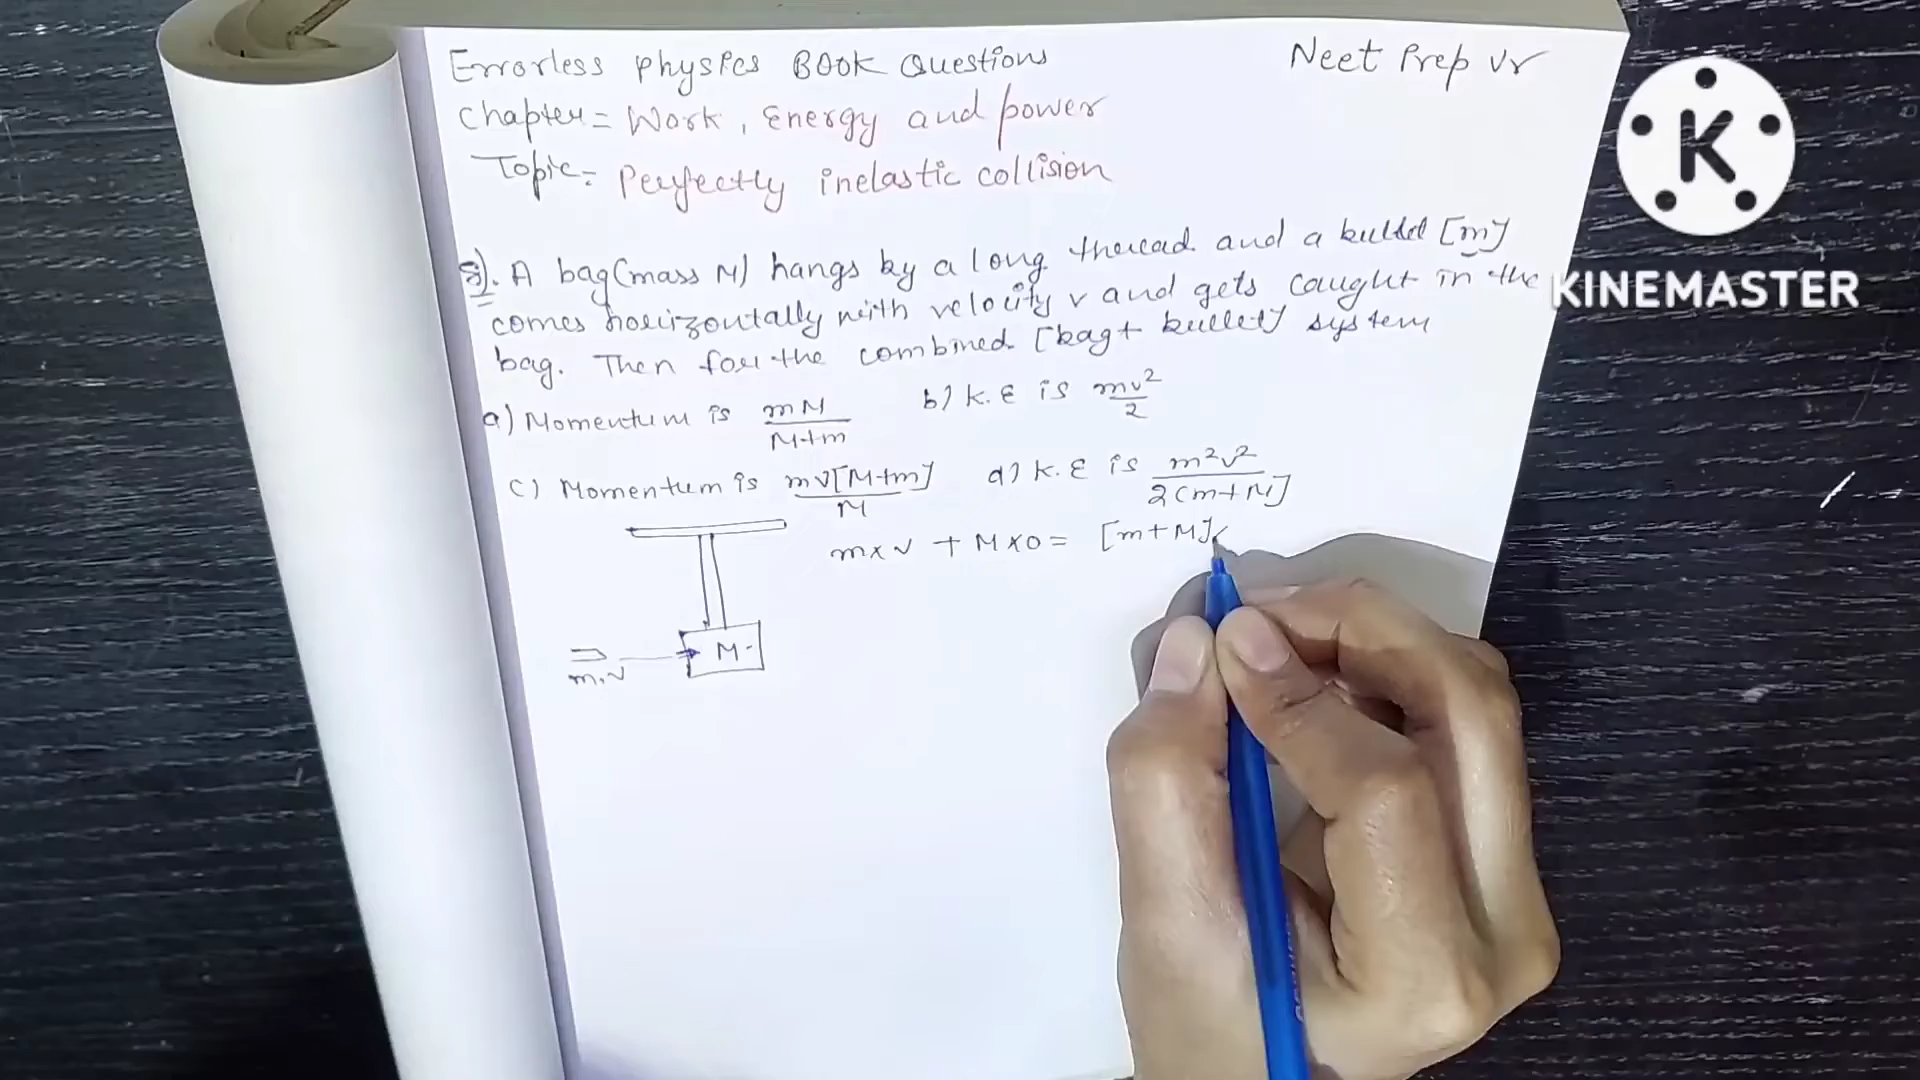 Errorless physics Book Questions
Neet Prep Vr
Chapter = Work, Energy and power
Topic = Perfectly inelastic collision
8). A bag (mass M) hangs by a long thread and a bullet [m]
comes horizontally with velocity v and gets caught in the
bag. Then for the combined [bag + bullet] system
a) Momentum is mM/M+m b) K.E is mv²/2
c) Momentum is mv[M+m]/M d) K.E is m²v²/2(m+M]
m×v + M×0 = [m+M]
M
m,v
K
KINEMASTER